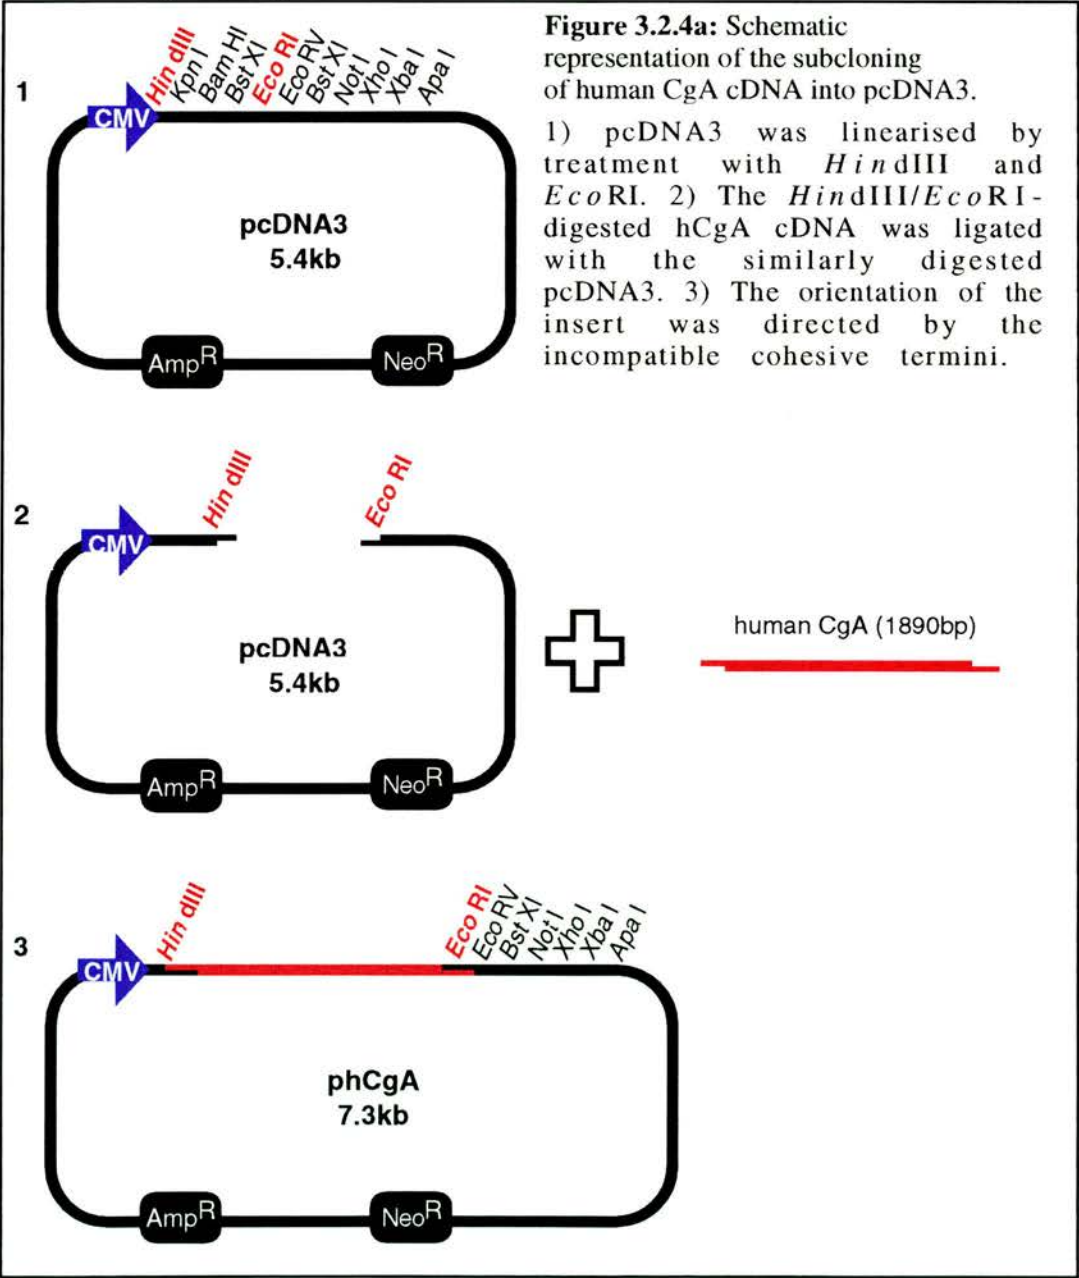 Figure 3.2.4a: Schematic
representation of the subcloning
of human CgA cDNA into pcDNA3.
1) pcDNA3 was linearised by
treatment with HindIII and
EcoRI. 2) The HindIII/EcoRI-
digested hCgA cDNA was ligated
with the similarly digested
pcDNA3. 3) The orientation of the
insert was directed by the
incompatible cohesive termini.
1
Hin dIII
Kpn I
Bam HI
Bst XI
Eco RI
Eco RV
Bst XI
Not I
Xho I
Xba I
Apa I
CMV
pcDNA3
5.4kb
AmpR
NeoR
2
Hin dIII
Eco RI
CMV
pcDNA3
5.4kb
AmpR
NeoR
human CgA (1890bp)
3
Hin dIII
Eco RI
Eco RV
Bst XI
Not I
Xho I
Xba I
Apa I
CMV
phCgA
7.3kb
AmpR
NeoR